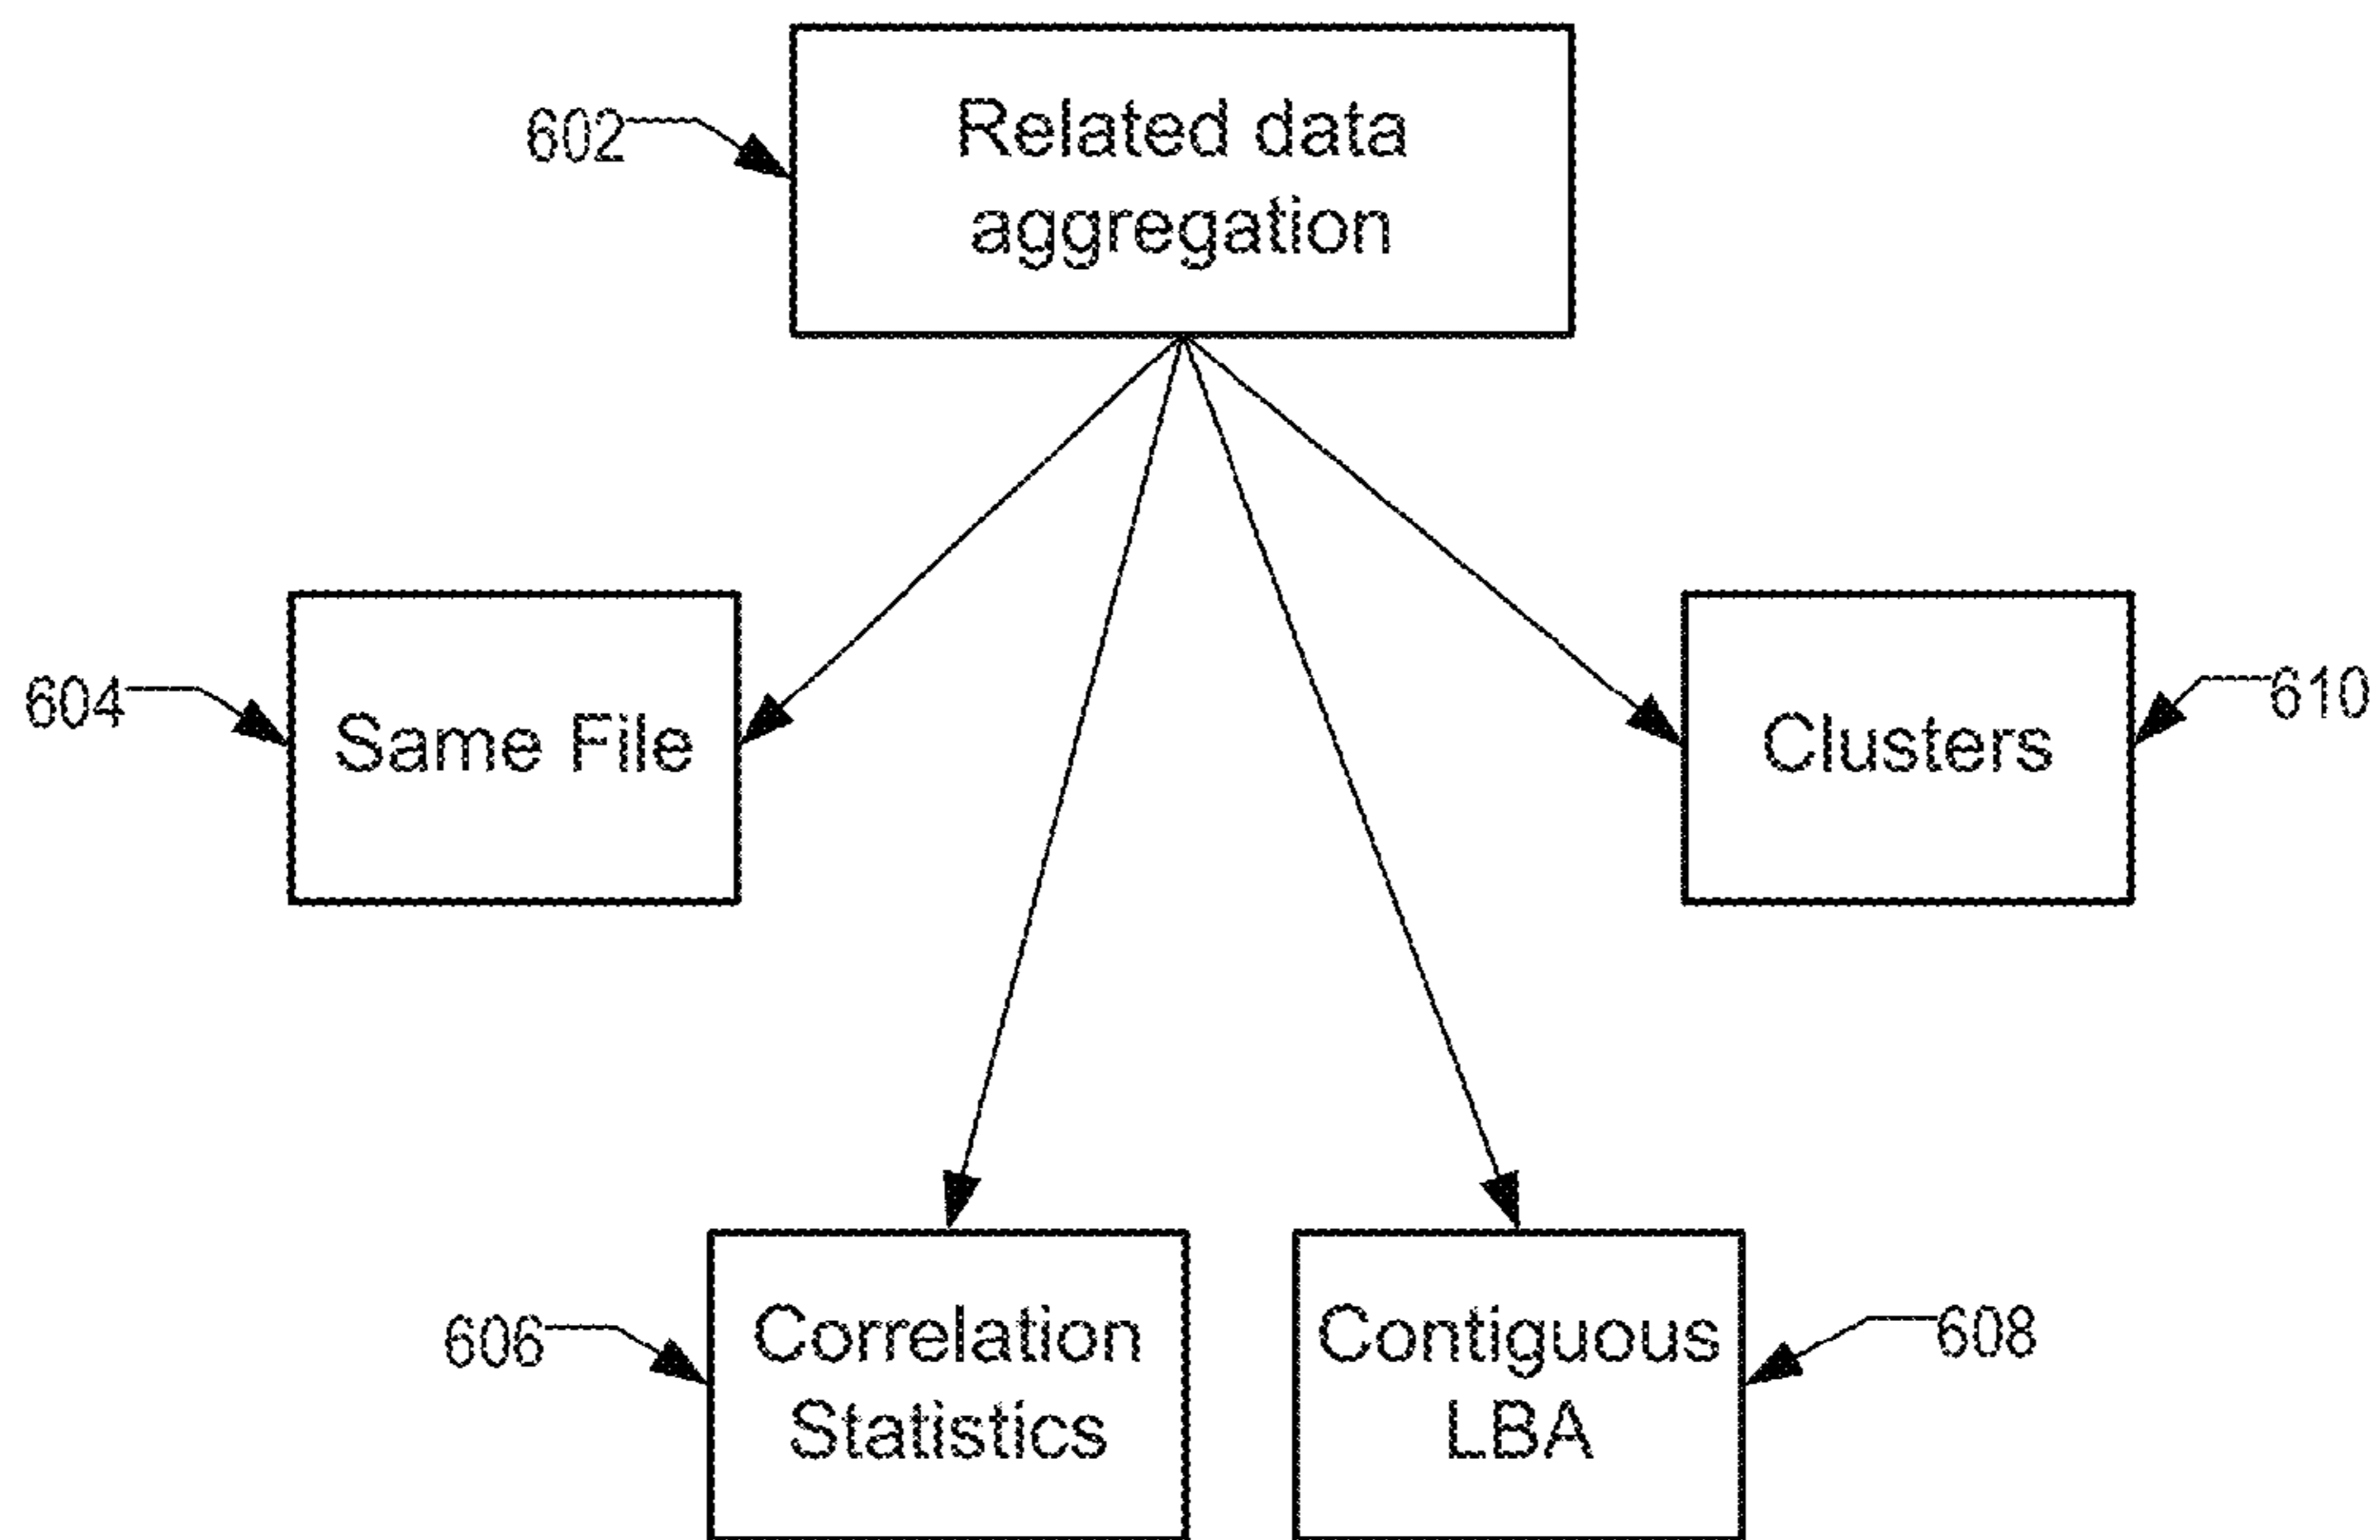 602
Related data
aggregation
604
Same File
Clusters
610
606
Correlation
Statistics
Contiguous
LBA
608